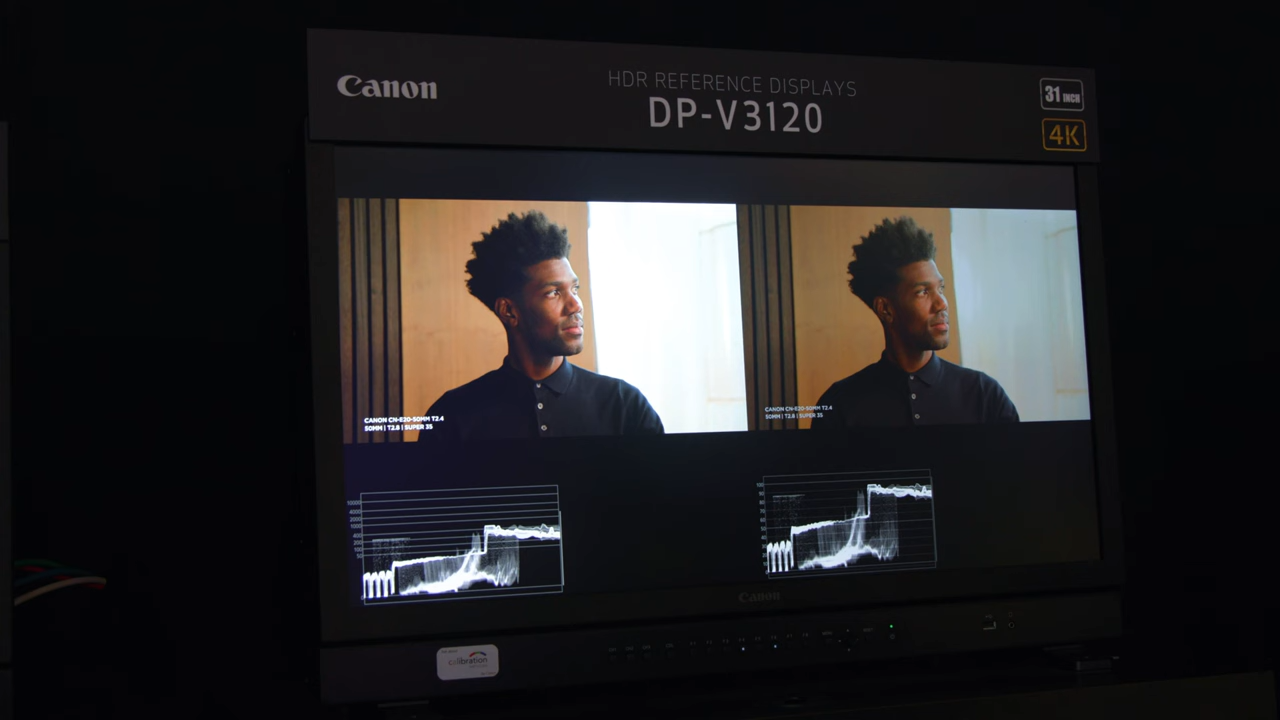 Canon
HDR REFERENCE DISPLAYS
DP-V3120
31 INCH
4K
CANON CN-E20-50MM T2.4
50MM | T2.8 | SUPER 35
CANON CN-E20-50MM T2.4
50MM | T2.8 | SUPER 35
Canon
calibration